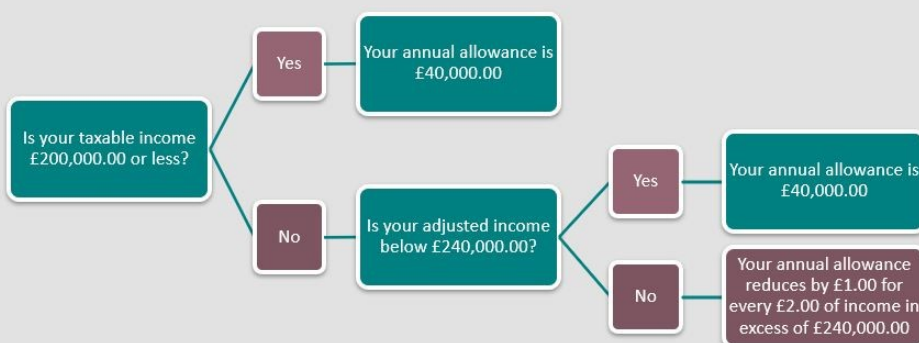 Is your taxable income
£200,000.00 or less?
Yes
Your annual allowance is
£40,000.00
No
Is your adjusted income
below £240,000.00?
Yes
Your annual allowance is
£40,000.00
No
Your annual allowance
reduces by £1.00 for
every £2.00 of income in
excess of £240,000.00